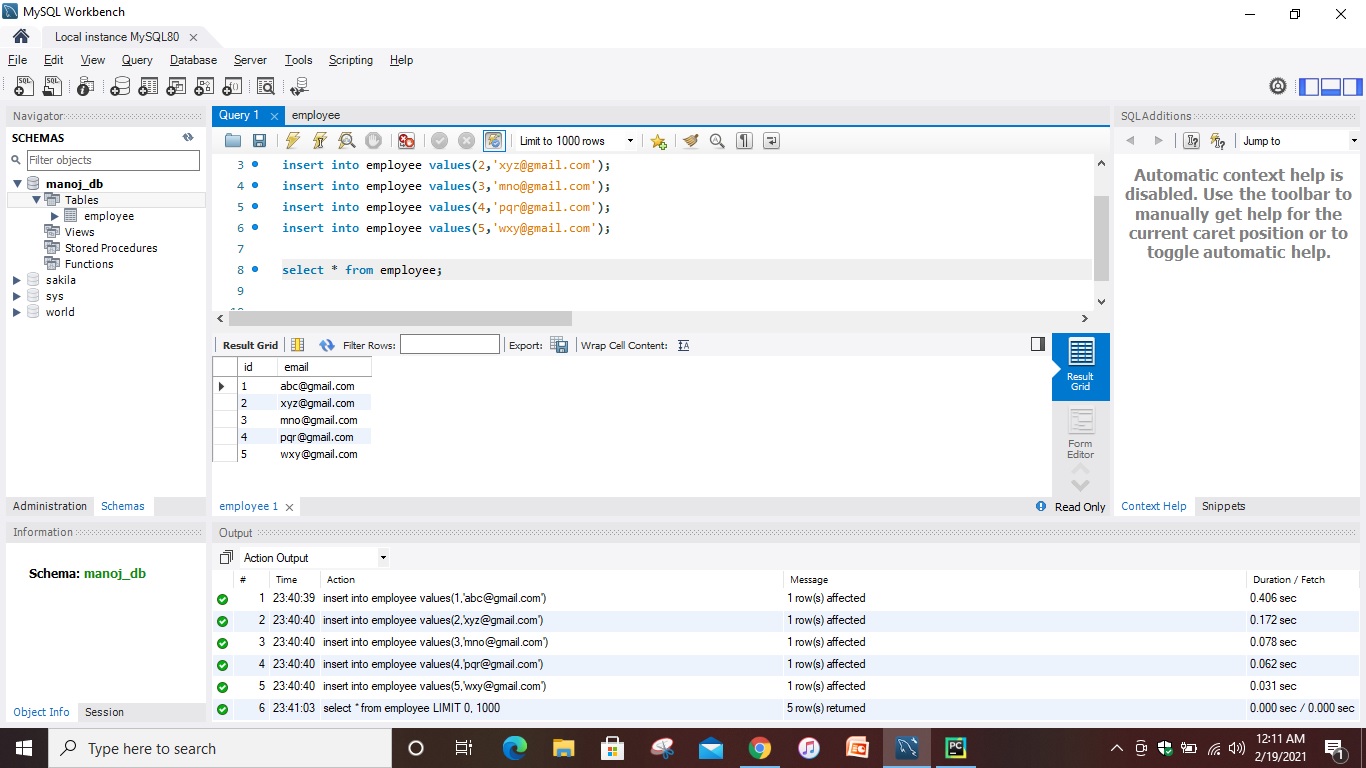 MySQL Workbench
Local instance MySQL80
File Edit View Query Database Server Tools Scripting Help
Navigator
SCHEMAS
Filter objects
manoj_db
Tables
employee
Views
Stored Procedures
Functions
sakila
sys
world
Administration Schemas
Information
Schema: manoj_db
Object Info Session
Query 1 employee
Limit to 1000 rows
3 insert into employee values(2,'xyz@gmail.com');
4 insert into employee values(3,'mno@gmail.com');
5 insert into employee values(4,'pqr@gmail.com');
6 insert into employee values(5,'wxy@gmail.com');
7
8 select * from employee;
9
Result Grid Filter Rows: Export: Wrap Cell Content:
id email
1 abc@gmail.com
2 xyz@gmail.com
3 mno@gmail.com
4 pqr@gmail.com
5 wxy@gmail.com
Result
Grid
Form
Editor
employee 1 Read Only
SQLAdditions
Jump to
Automatic context help is
disabled. Use the toolbar to
manually get help for the
current caret position or to
toggle automatic help.
Context Help Snippets
Output
Action Output
# Time Action Message Duration / Fetch
1 23:40:39 insert into employee values(1,'abc@gmail.com') 1 row(s) affected 0.406 sec
2 23:40:40 insert into employee values(2,'xyz@gmail.com') 1 row(s) affected 0.172 sec
3 23:40:40 insert into employee values(3,'mno@gmail.com') 1 row(s) affected 0.078 sec
4 23:40:40 insert into employee values(4,'pqr@gmail.com') 1 row(s) affected 0.062 sec
5 23:40:40 insert into employee values(5,'wxy@gmail.com') 1 row(s) affected 0.031 sec
6 23:41:03 select * from employee LIMIT 0, 1000 5 row(s) returned 0.000 sec / 0.000 sec
Type here to search
12:11 AM
2/19/2021